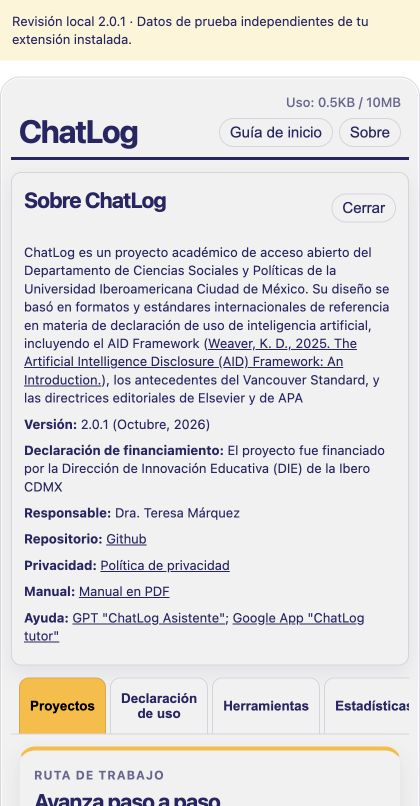 Revisión local 2.0.1 · Datos de prueba independientes de tu
extensión instalada.
Uso: 0.5KB / 10MB
ChatLog
Guía de inicio
Sobre
Sobre ChatLog
Cerrar
ChatLog es un proyecto académico de acceso abierto del
Departamento de Ciencias Sociales y Políticas de la
Universidad Iberoamericana Ciudad de México. Su diseño se
basó en formatos y estándares internacionales de referencia
en materia de declaración de uso de inteligencia artificial,
incluyendo el AID Framework (Weaver, K. D., 2025. The
Artificial Intelligence Disclosure (AID) Framework: An
Introduction.), los antecedentes del Vancouver Standard, y
las directrices editoriales de Elsevier y de APA
Versión: 2.0.1 (Octubre, 2026)
Declaración de financiamiento: El proyecto fue financiado
por la Dirección de Innovación Educativa (DIE) de la Ibero
CDMX
Responsable: Dra. Teresa Márquez
Repositorio: Github
Privacidad: Política de privacidad
Manual: Manual en PDF
Ayuda: GPT "ChatLog Asistente"; Google App "ChatLog
tutor"
Proyectos
Declaración
de uso
Herramientas
Estadísticas
RUTA DE TRABAJO
Avanza paso a paso